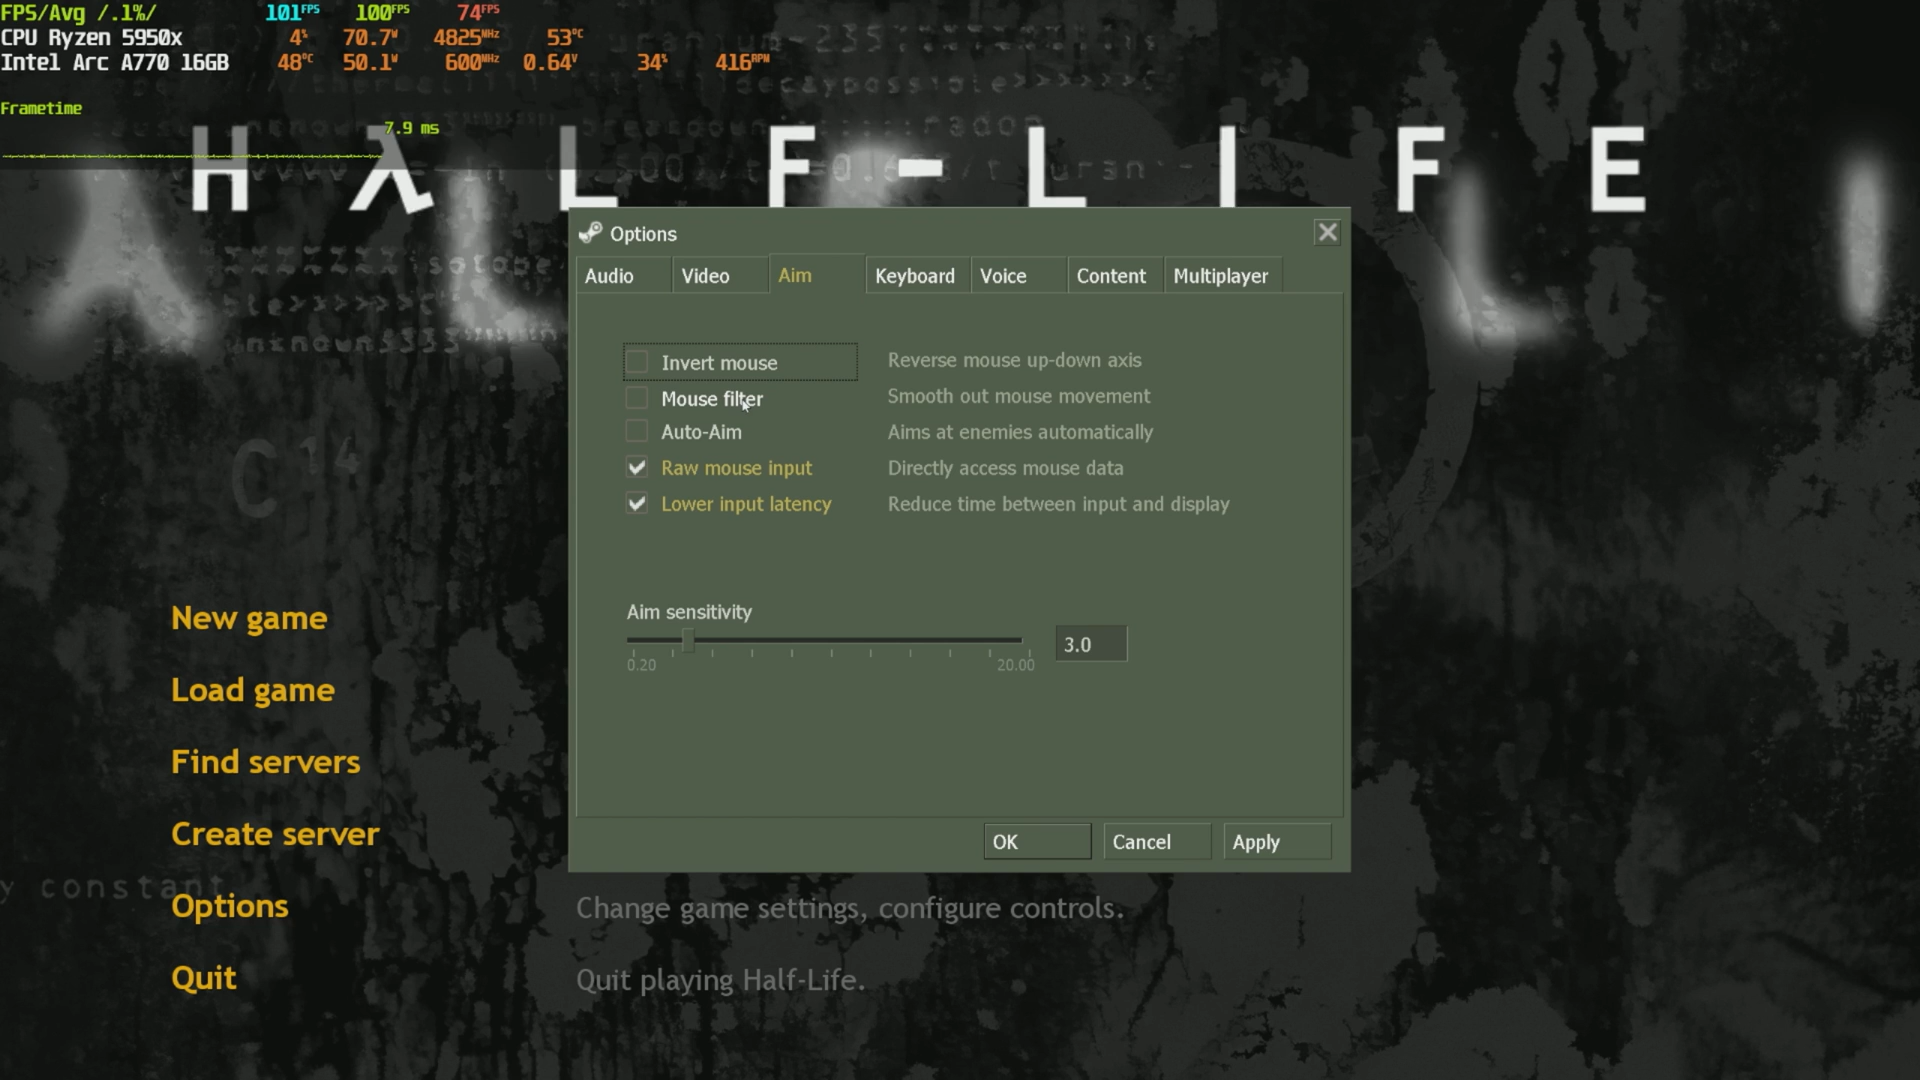 FPS/Avg /.1%/ 101FPS 100FPS 74FPS
CPU Ryzen 5950x 4% 70.7W 4825MHz 53°C
Intel Arc A770 16GB 48°C 50.1W 600MHz 0.64V 34% 416RPM
Frametime
7.9 ms
HλLF-LIFE
Options
Audio Video Aim Keyboard Voice Content Multiplayer
Invert mouse Reverse mouse up-down axis
Mouse filter Smooth out mouse movement
Auto-Aim Aims at enemies automatically
Raw mouse input Directly access mouse data
Lower input latency Reduce time between input and display
C14
Aim sensitivity
3.0
0.20 20.00
New game
Load game
Find servers
Create server
OK Cancel Apply
y constant
Options Change game settings, configure controls.
Quit Quit playing Half-Life.